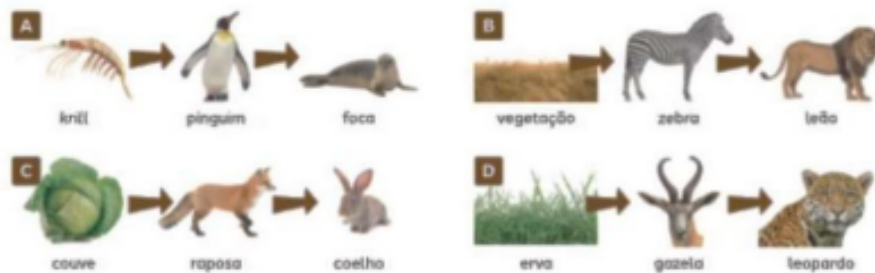 A
krill pinguim foca
B
vegetação zebra leão
C
couve raposa coelho
D
erva gazela leopardo